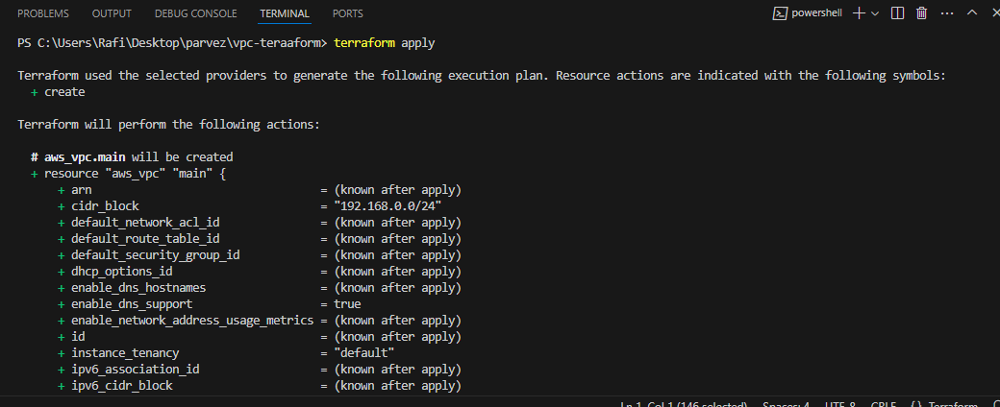 PROBLEMS OUTPUT DEBUG CONSOLE TERMINAL PORTS powershell
PS C:\Users\Rafi\Desktop\parvez\vpc-teraaform> terraform apply
Terraform used the selected providers to generate the following execution plan. Resource actions are indicated with the following symbols:
+ create
Terraform will perform the following actions:
# aws_vpc.main will be created
+ resource "aws_vpc" "main" {
+ arn = (known after apply)
+ cidr_block = "192.168.0.0/24"
+ default_network_acl_id = (known after apply)
+ default_route_table_id = (known after apply)
+ default_security_group_id = (known after apply)
+ dhcp_options_id = (known after apply)
+ enable_dns_hostnames = (known after apply)
+ enable_dns_support = true
+ enable_network_address_usage_metrics = (known after apply)
+ id = (known after apply)
+ instance_tenancy = "default"
+ ipv6_association_id = (known after apply)
+ ipv6_cidr_block = (known after apply)
Ln 1, Col 1 (146 selected) Spaces: 4 UTF-8 CRLF {} Terraform